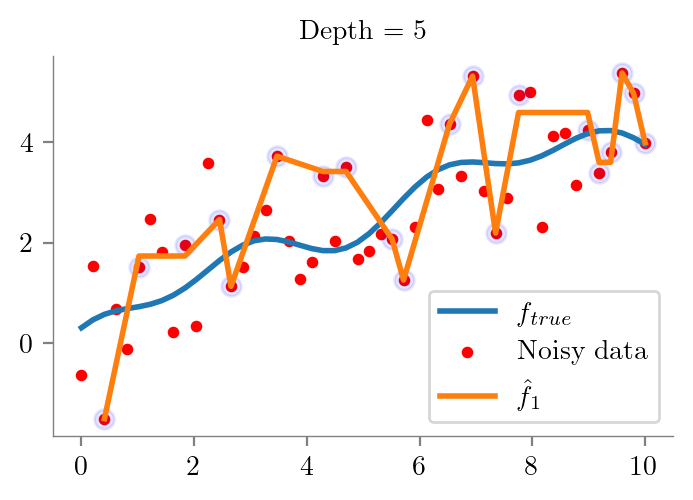 Depth = 5
4
2
0
0 2 4 6 8 10
f_true
Noisy data
f̂_1